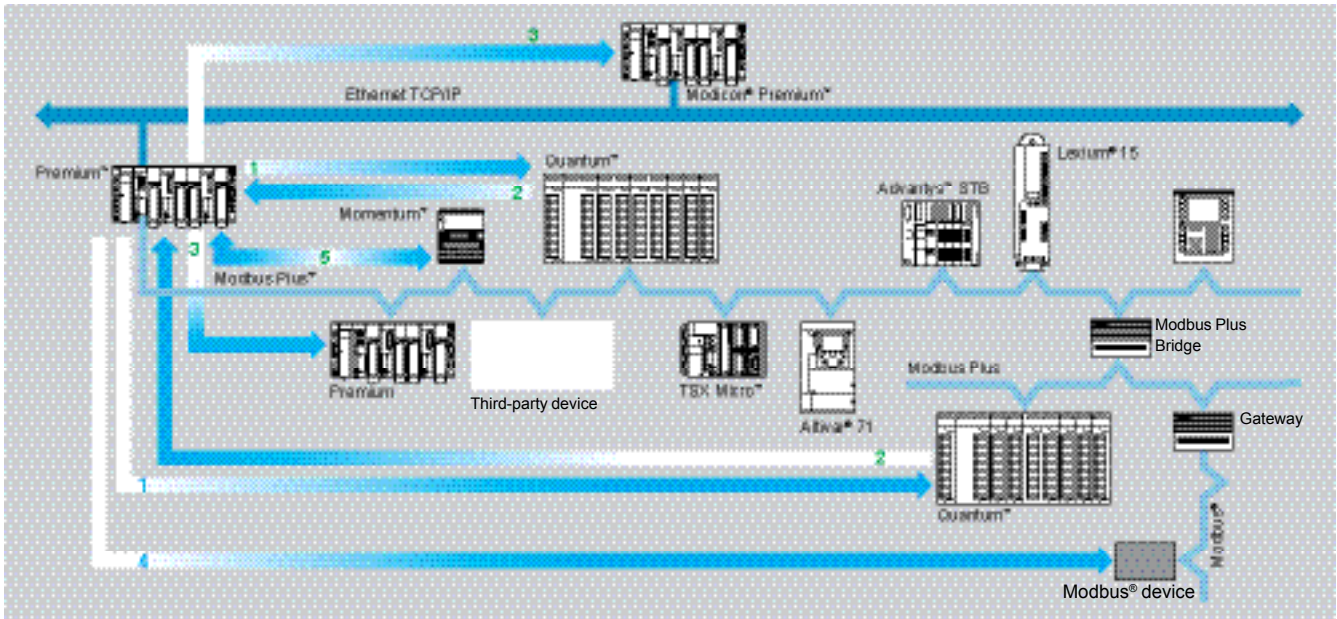 3
Ethernet TCP/IP
Modicon® Premium™
Premium™
1
Quantum™
2
Lexium® 15
Advantys™ STB
Momentum™
3
5
Modbus Plus™
Modbus Plus
Bridge
Premium
Third-party device
TSX Micro™
Altivar® 71
Modbus Plus
Gateway
2
1
Quantum™
Modbus®
4
Modbus® device